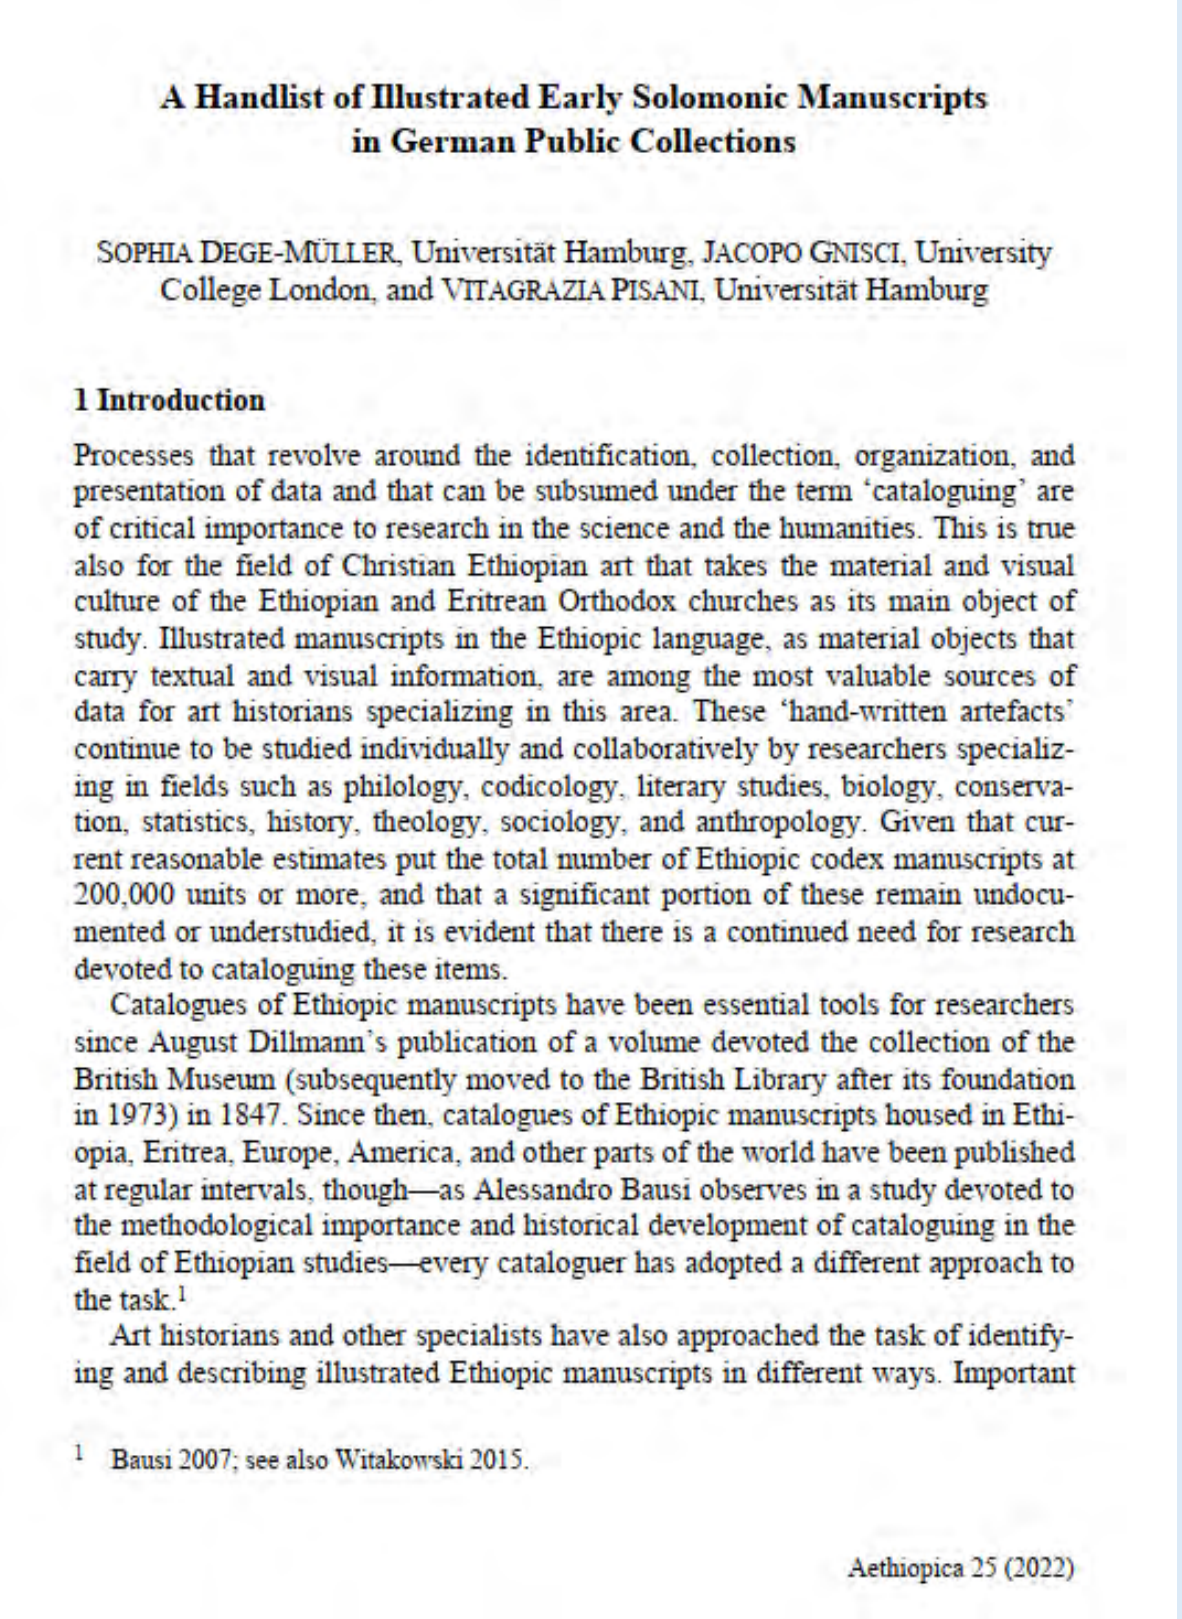 A Handlist of Illustrated Early Solomonic Manuscripts
in German Public Collections
SOPHIA DEGE-MÜLLER, Universität Hamburg, JACOPO GNISCI, University
College London, and VITAGRAZIA PISANI, Universität Hamburg
1 Introduction
Processes that revolve around the identification, collection, organization, and
presentation of data and that can be subsumed under the term ‘cataloguing’ are
of critical importance to research in the science and the humanities. This is true
also for the field of Christian Ethiopian art that takes the material and visual
culture of the Ethiopian and Eritrean Orthodox churches as its main object of
study. Illustrated manuscripts in the Ethiopic language, as material objects that
carry textual and visual information, are among the most valuable sources of
data for art historians specializing in this area. These ‘hand-written artefacts’
continue to be studied individually and collaboratively by researchers specializ-
ing in fields such as philology, codicology, literary studies, biology, conserva-
tion, statistics, history, theology, sociology, and anthropology. Given that cur-
rent reasonable estimates put the total number of Ethiopic codex manuscripts at
200,000 units or more, and that a significant portion of these remain undocu-
mented or understudied, it is evident that there is a continued need for research
devoted to cataloguing these items.
Catalogues of Ethiopic manuscripts have been essential tools for researchers
since August Dillmann’s publication of a volume devoted the collection of the
British Museum (subsequently moved to the British Library after its foundation
in 1973) in 1847. Since then, catalogues of Ethiopic manuscripts housed in Ethi-
opia, Eritrea, Europe, America, and other parts of the world have been published
at regular intervals, though—as Alessandro Bausi observes in a study devoted to
the methodological importance and historical development of cataloguing in the
field of Ethiopian studies—every cataloguer has adopted a different approach to
the task.1
Art historians and other specialists have also approached the task of identify-
ing and describing illustrated Ethiopic manuscripts in different ways. Important
1 Bausi 2007; see also Witakowski 2015.
Aethiopica 25 (2022)